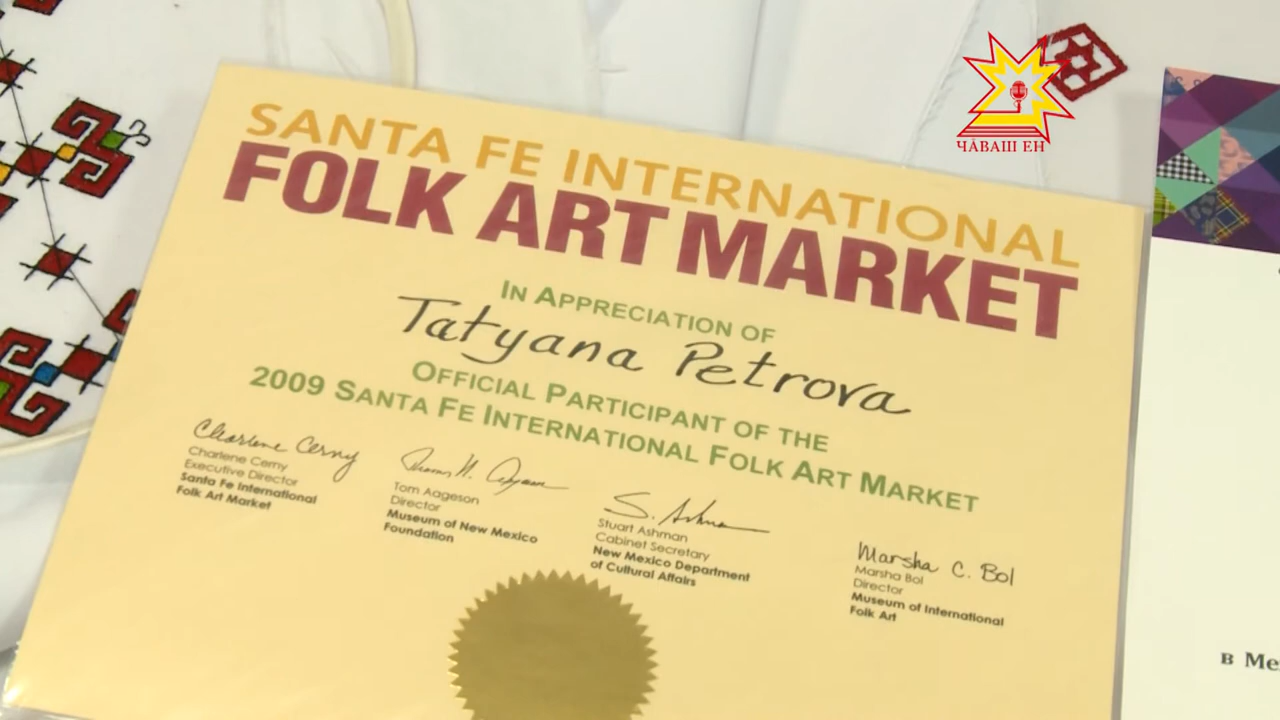 ЧӐВАШ ЕН
SANTA FE INTERNATIONAL
FOLK ART MARKET
IN APPRECIATION OF
Tatyana Petrova
OFFICIAL PARTICIPANT OF THE
2009 SANTA FE INTERNATIONAL FOLK ART MARKET
Charlene Cerny
Charlene Cerny
Executive Director
Santa Fe International
Folk Art Market
Tom Aageson
Director
Museum of New Mexico
Foundation
S. Ashman
Stuart Ashman
Cabinet Secretary
New Mexico Department
of Cultural Affairs
Marsha C. Bol
Marsha Bol
Director
Museum of International
Folk Art
в Ме